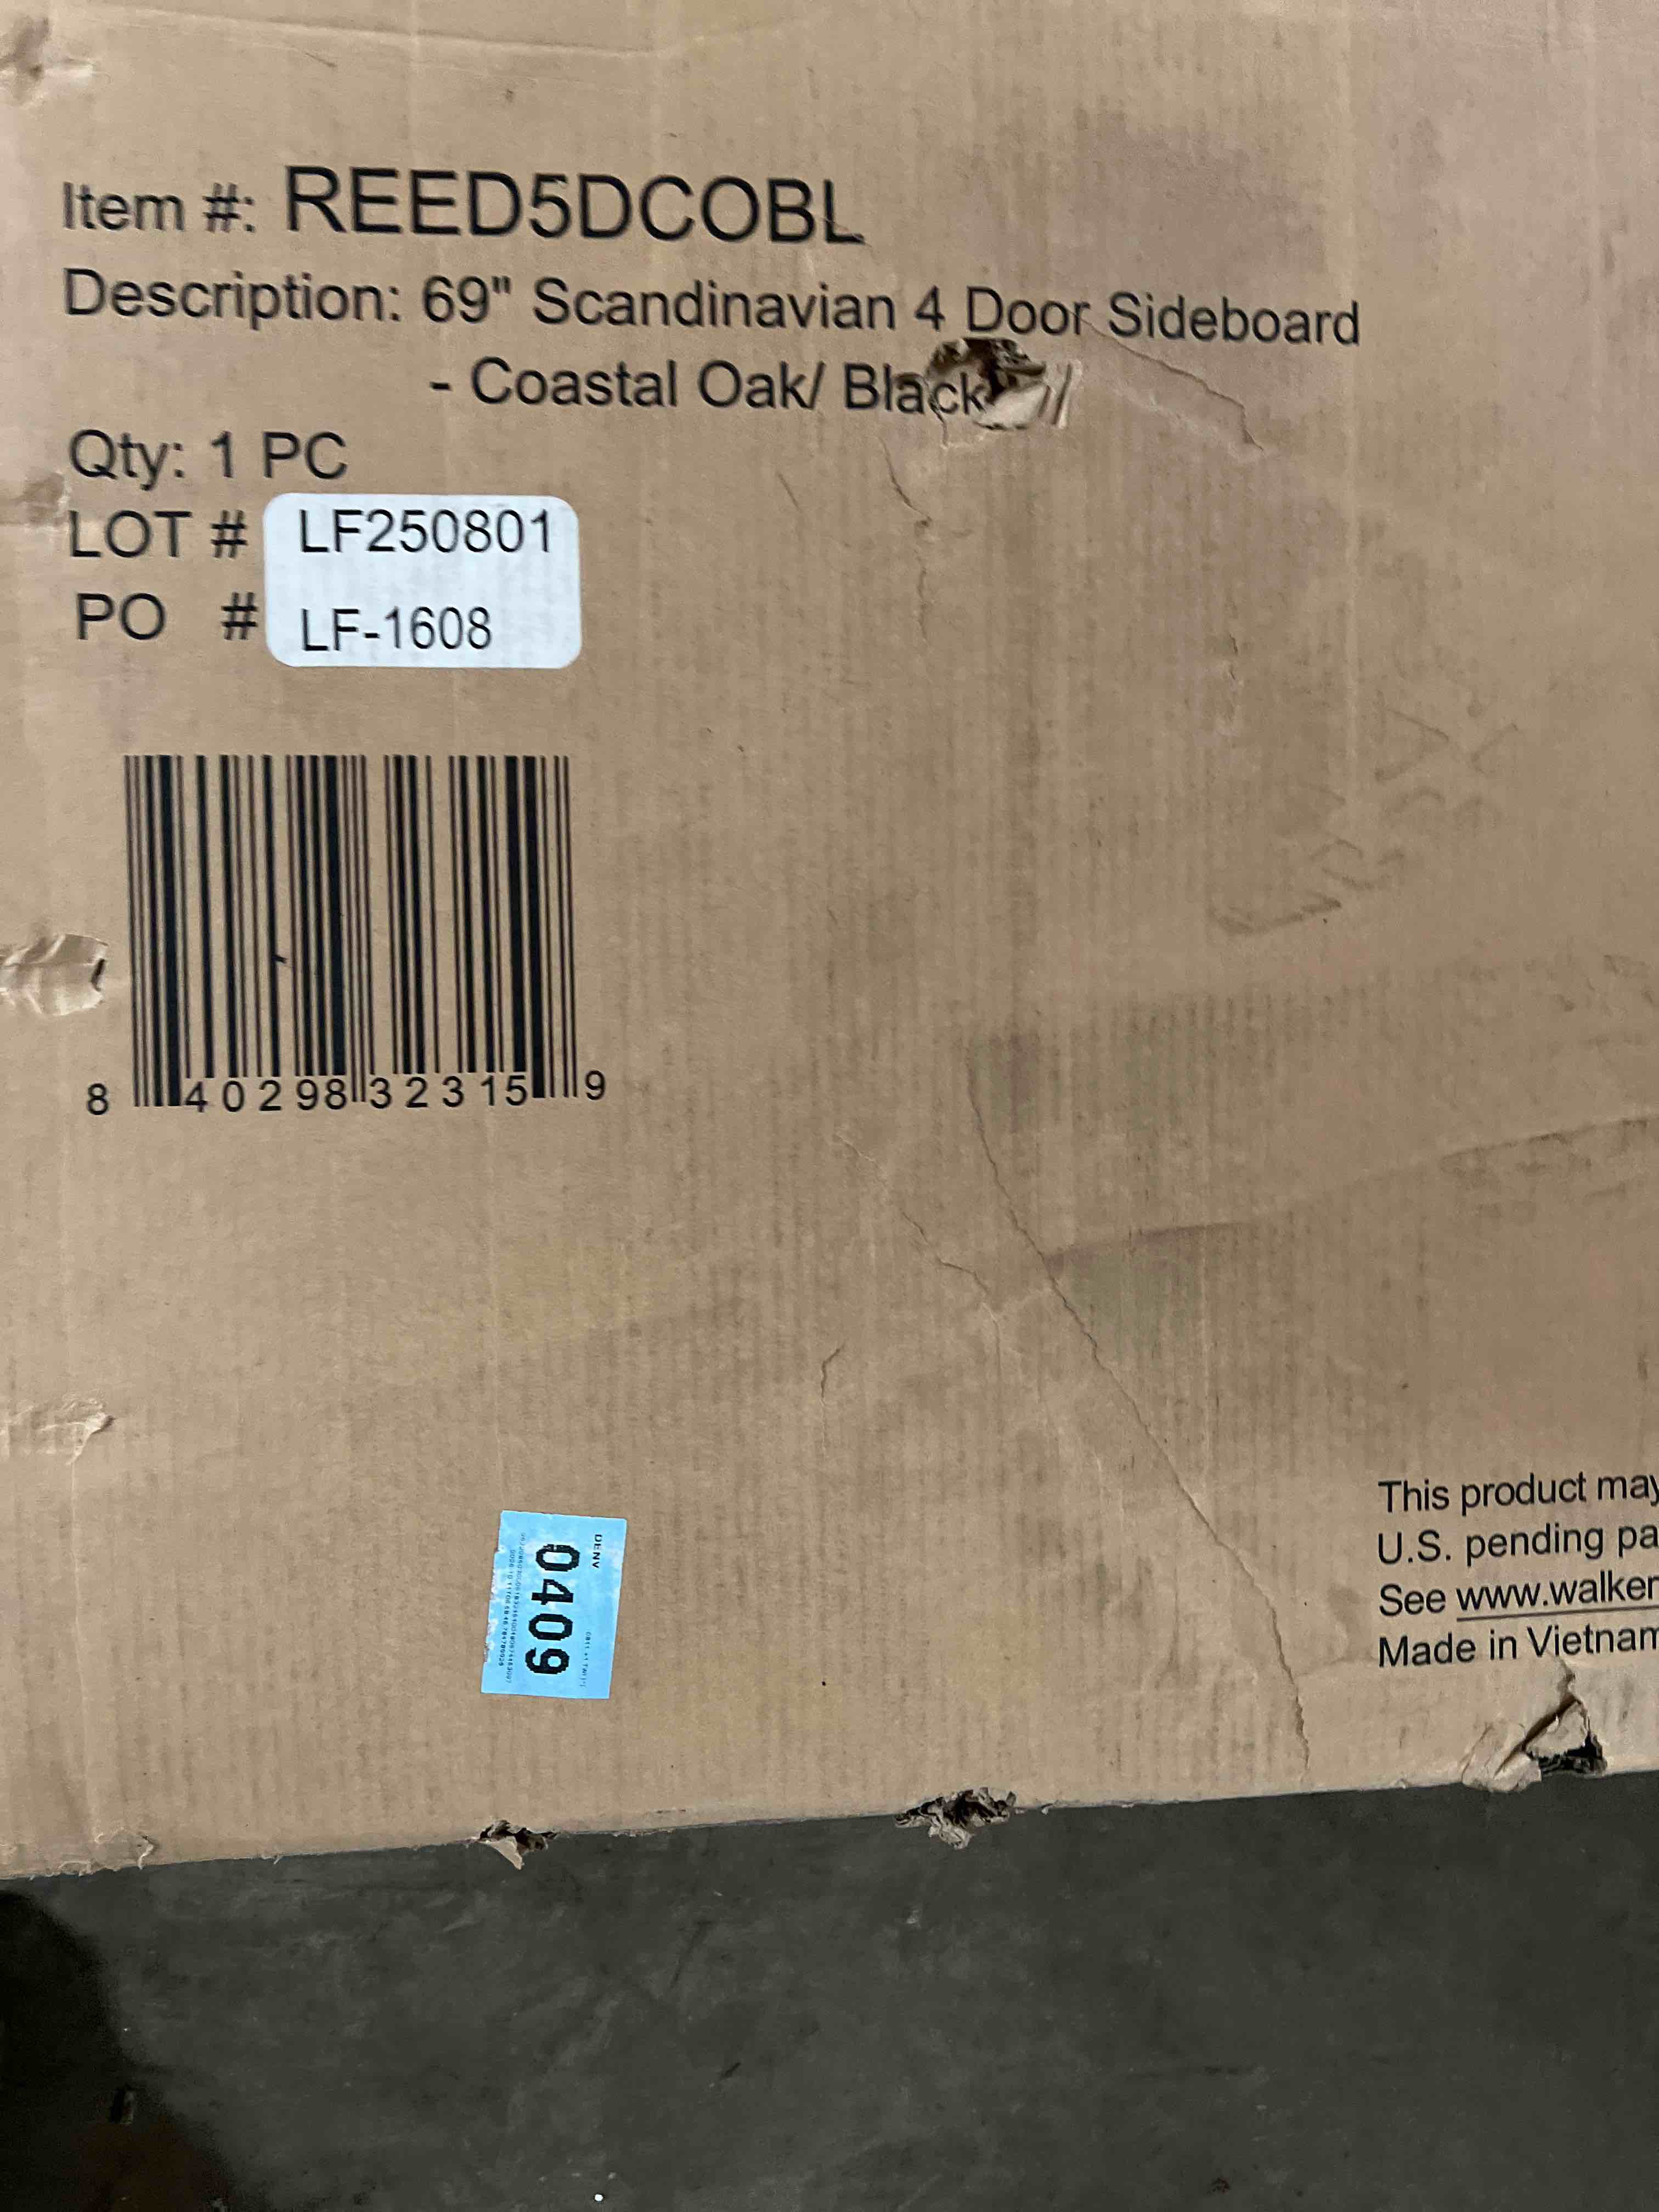 Item #: REED5DCOBL
Description: 69" Scandinavian 4 Door Sideboard
- Coastal Oak/ Black
Qty: 1 PC
LOT # LF250801
PO # LF-1608
8 40298 32315 9
DENV
0409
This product may
U.S. pending pa
See www.walker
Made in Vietnam